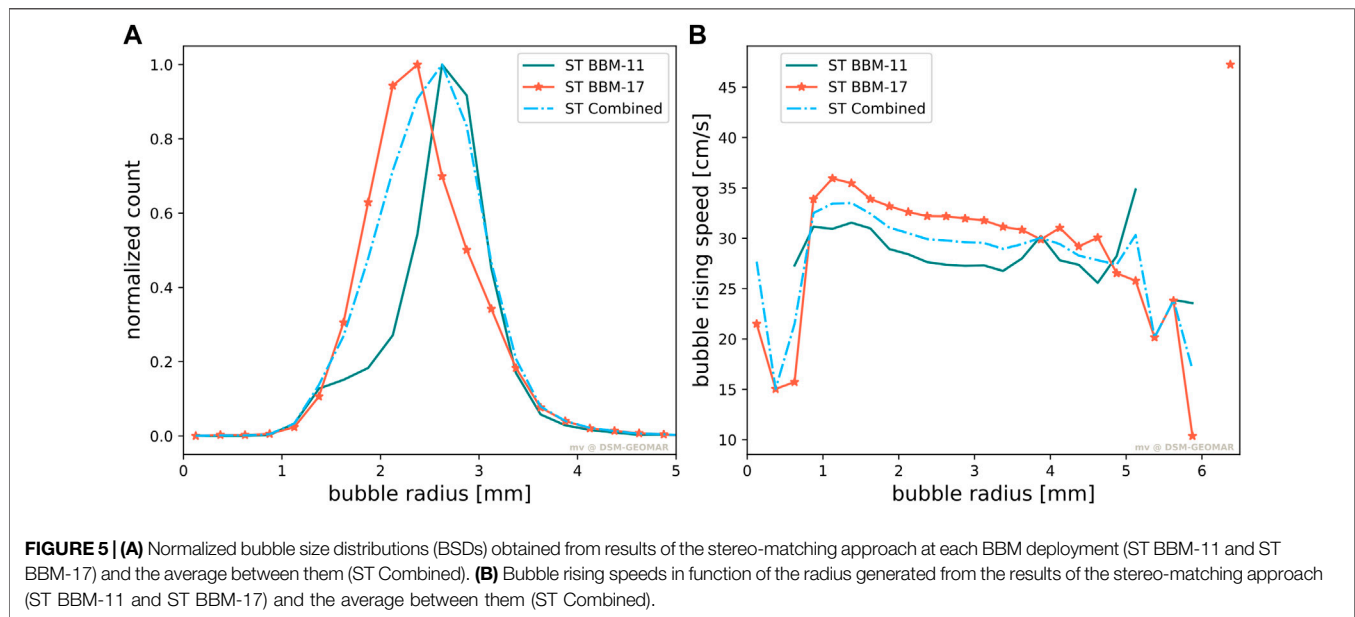 A
ST BBM-11
ST BBM-17
ST Combined
normalized count
1.0
0.8
0.6
0.4
0.2
0.0
0 1 2 3 4 5
mv @ DSM-GEOMAR
bubble radius [mm]
B
ST BBM-11
ST BBM-17
ST Combined
bubble rising speed [cm/s]
45
40
35
30
25
20
15
10
0 1 2 3 4 5 6
mv @ DSM-GEOMAR
bubble radius [mm]
FIGURE 5 | (A) Normalized bubble size distributions (BSDs) obtained from results of the stereo-matching approach at each BBM deployment (ST BBM-11 and ST
BBM-17) and the average between them (ST Combined). (B) Bubble rising speeds in function of the radius generated from the results of the stereo-matching approach
(ST BBM-11 and ST BBM-17) and the average between them (ST Combined).